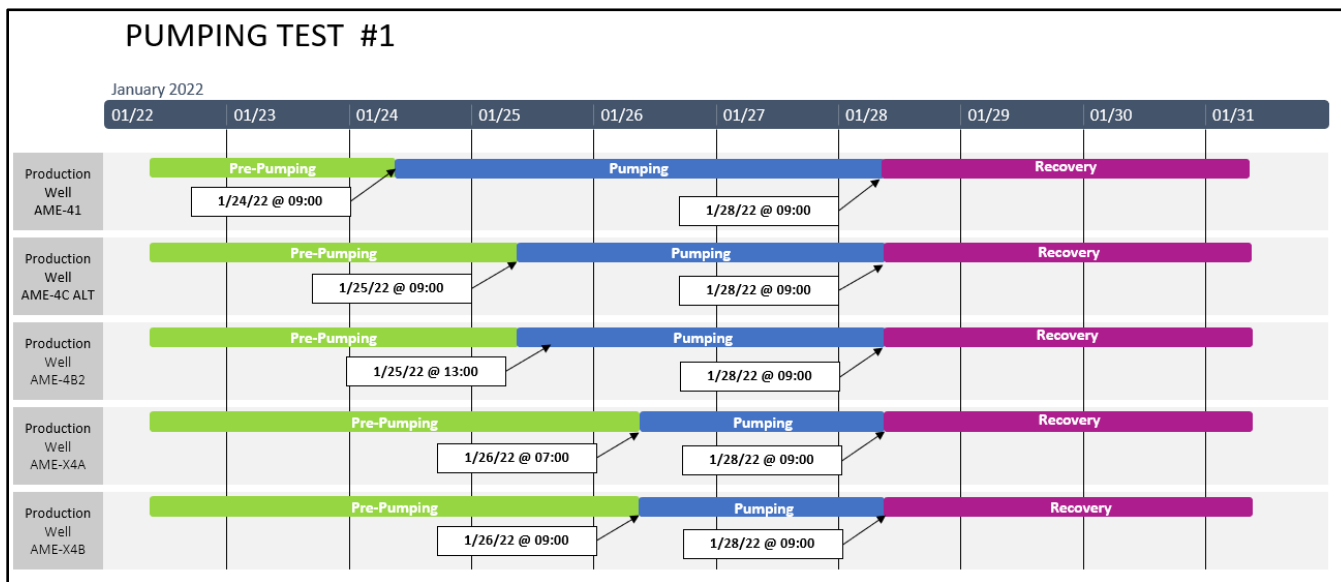 PUMPING TEST #1
January 2022
01/22 01/23 01/24 01/25 01/26 01/27 01/28 01/29 01/30 01/31
Production
Well
AME-41
Pre-Pumping
Pumping
Recovery
1/24/22 @ 09:00
1/28/22 @ 09:00
Production
Well
AME-4C ALT
Pre-Pumping
Pumping
Recovery
1/25/22 @ 09:00
1/28/22 @ 09:00
Production
Well
AME-4B2
Pre-Pumping
Pumping
Recovery
1/25/22 @ 13:00
1/28/22 @ 09:00
Production
Well
AME-X4A
Pre-Pumping
Pumping
Recovery
1/26/22 @ 07:00
1/28/22 @ 09:00
Production
Well
AME-X4B
Pre-Pumping
Pumping
Recovery
1/26/22 @ 09:00
1/28/22 @ 09:00